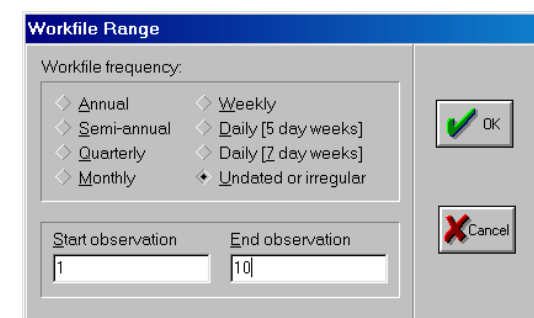 Workfile Range
Workfile frequency:
Annual Weekly
Semi-annual Daily [5 day weeks]
Quarterly Daily [7 day weeks]
Monthly Undated or irregular
OK
Start observation End observation
1 10
Cancel